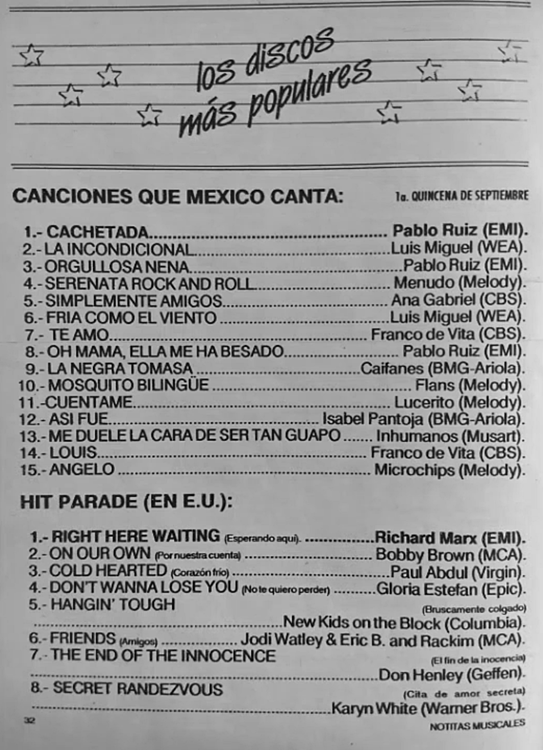 los discos
más populares
CANCIONES QUE MEXICO CANTA: 1a. QUINCENA DE SEPTIEMBRE
1.- CACHETADA............................................ Pablo Ruiz (EMI).
2.- LA INCONDICIONAL.....................................Luis Miguel (WEA).
3.- ORGULLOSA NENA.......................................Pablo Ruiz (EMI).
4.- SERENATA ROCK AND ROLL........................ Menudo (Melody).
5.- SIMPLEMENTE AMIGOS............................... Ana Gabriel (CBS).
6.- FRIA COMO EL VIENTO ................................ Luis Miguel (WEA).
7.- TE AMO................................................ Franco de Vita (CBS).
8.- OH MAMA, ELLA ME HA BESADO...................... Pablo Ruiz (EMI).
9.- LA NEGRA TOMASA ............................. Caifanes (BMG-Ariola).
10.- MOSQUITO BILINGÜE .................................... Flans (Melody).
11.-CUENTAME................................................ Lucerito (Melody).
12.- ASI FUE........................................ Isabel Pantoja (BMG-Ariola).
13.- ME DUELE LA CARA DE SER TAN GUAPO ...... Inhumanos (Musart).
14.- LOUIS.................................................. Franco de Vita (CBS).
15.- ANGELO ............................................. Microchips (Melody).
HIT PARADE (EN E.U.):
1.- RIGHT HERE WAITING (Esperando aquí). ............Richard Marx (EMI).
2.- ON OUR OWN (Por nuestra cuenta) ...................... Bobby Brown (MCA).
3.- COLD HEARTED (Corazón frío) ........................... Paul Abdul (Virgin).
4.- DON'T WANNA LOSE YOU (No te quiero perder) ..........Gloria Estefan (Epic).
5.- HANGIN' TOUGH (Bruscamente colgado)
..........................................New Kids on the Block (Columbia).
6.- FRIENDS (Amigos) ............. Jodi Watley & Eric B. and Rackim (MCA).
7.- THE END OF THE INNOCENCE (El fin de la inocencia)
.......................................................... Don Henley (Geffen).
8.- SECRET RANDEZVOUS (Cita de amor secreta)
..................................................Karyn White (Warner Bros.).
32 NOTITAS MUSICALES